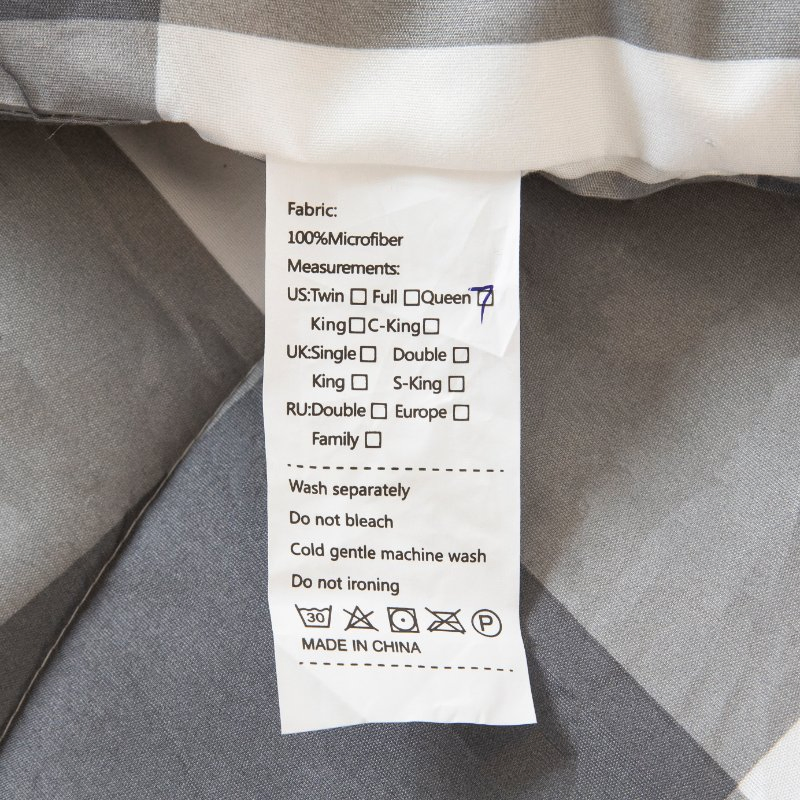 Fabric:
100%Microfiber
Measurements:
US:Twin □ Full □Queen □
King□C-King□
UK:Single□ Double □
King □ S-King □
RU:Double □ Europe □
Family □
Wash separately
Do not bleach
Cold gentle machine wash
Do not ironing
30 P
MADE IN CHINA